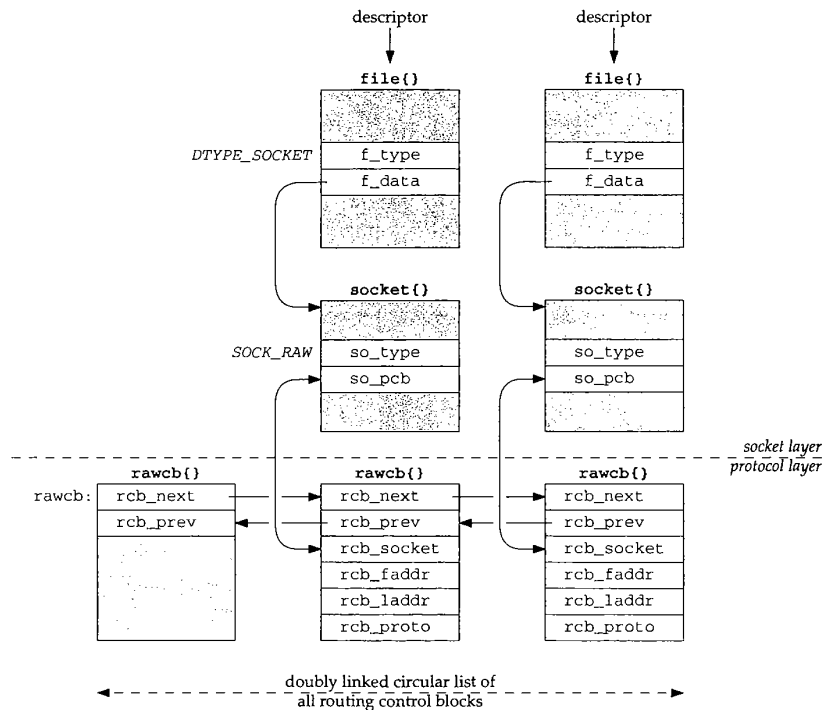 descriptor
descriptor
file{}
file{}
DTYPE_SOCKET
f_type
f_type
f_data
f_data
socket{}
socket{}
SOCK_RAW
so_type
so_type
so_pcb
so_pcb
socket layer
protocol layer
rawcb{}
rawcb{}
rawcb{}
rawcb:
rcb_next
rcb_next
rcb_next
rcb_prev
rcb_prev
rcb_prev
rcb_socket
rcb_socket
rcb_faddr
rcb_faddr
rcb_laddr
rcb_laddr
rcb_proto
rcb_proto
doubly linked circular list of
all routing control blocks